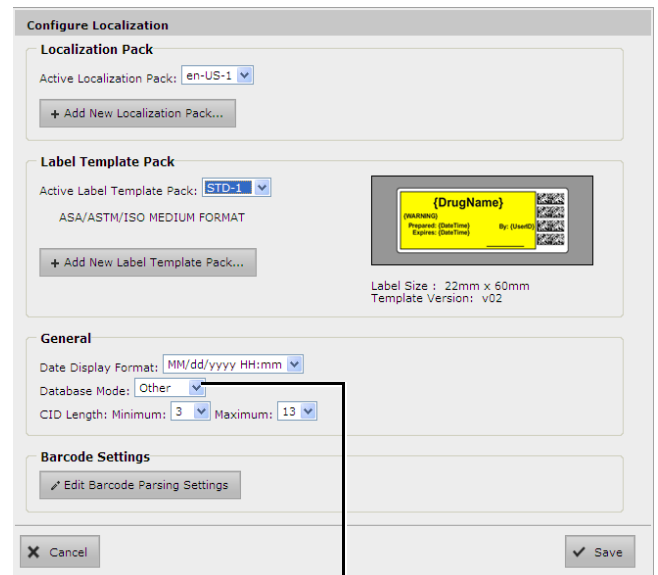 Configure Localization
Localization Pack
Active Localization Pack: en-US-1
+ Add New Localization Pack...
Label Template Pack
Active Label Template Pack: STD-1
ASA/ASTM/ISO MEDIUM FORMAT
{DrugName}
{WARNING}
Prepared: {DateTime} By: {UserID}
Expires: {DateTime}
+ Add New Label Template Pack...
Label Size : 22mm x 60mm
Template Version: v02
General
Date Display Format: MM/dd/yyyy HH:mm
Database Mode: Other
CID Length: Minimum: 3 Maximum: 13
Barcode Settings
Edit Barcode Parsing Settings
Cancel Save